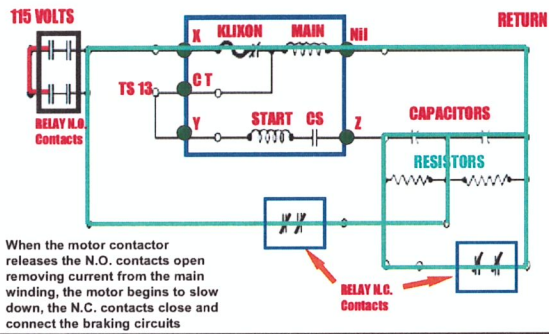 115 VOLTS
RETURN
X
KLIXON
MAIN
Nil
TS 13
C T
RELAY N.O.
Contacts
Y
START
CS
Z
CAPACITORS
RESISTORS
When the motor contactor
releases the N.O. contacts open
removing current from the main
winding, the motor begins to slow
down, the N.C. contacts close and
connect the braking circuits
RELAY N.C.
Contacts